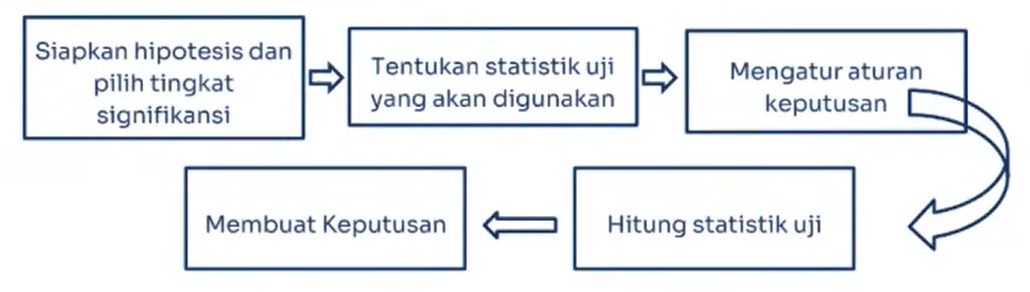 Siapkan hipotesis dan
pilih tingkat
signifikansi
Tentukan statistik uji
yang akan digunakan
Mengatur aturan
keputusan
Hitung statistik uji
Membuat Keputusan